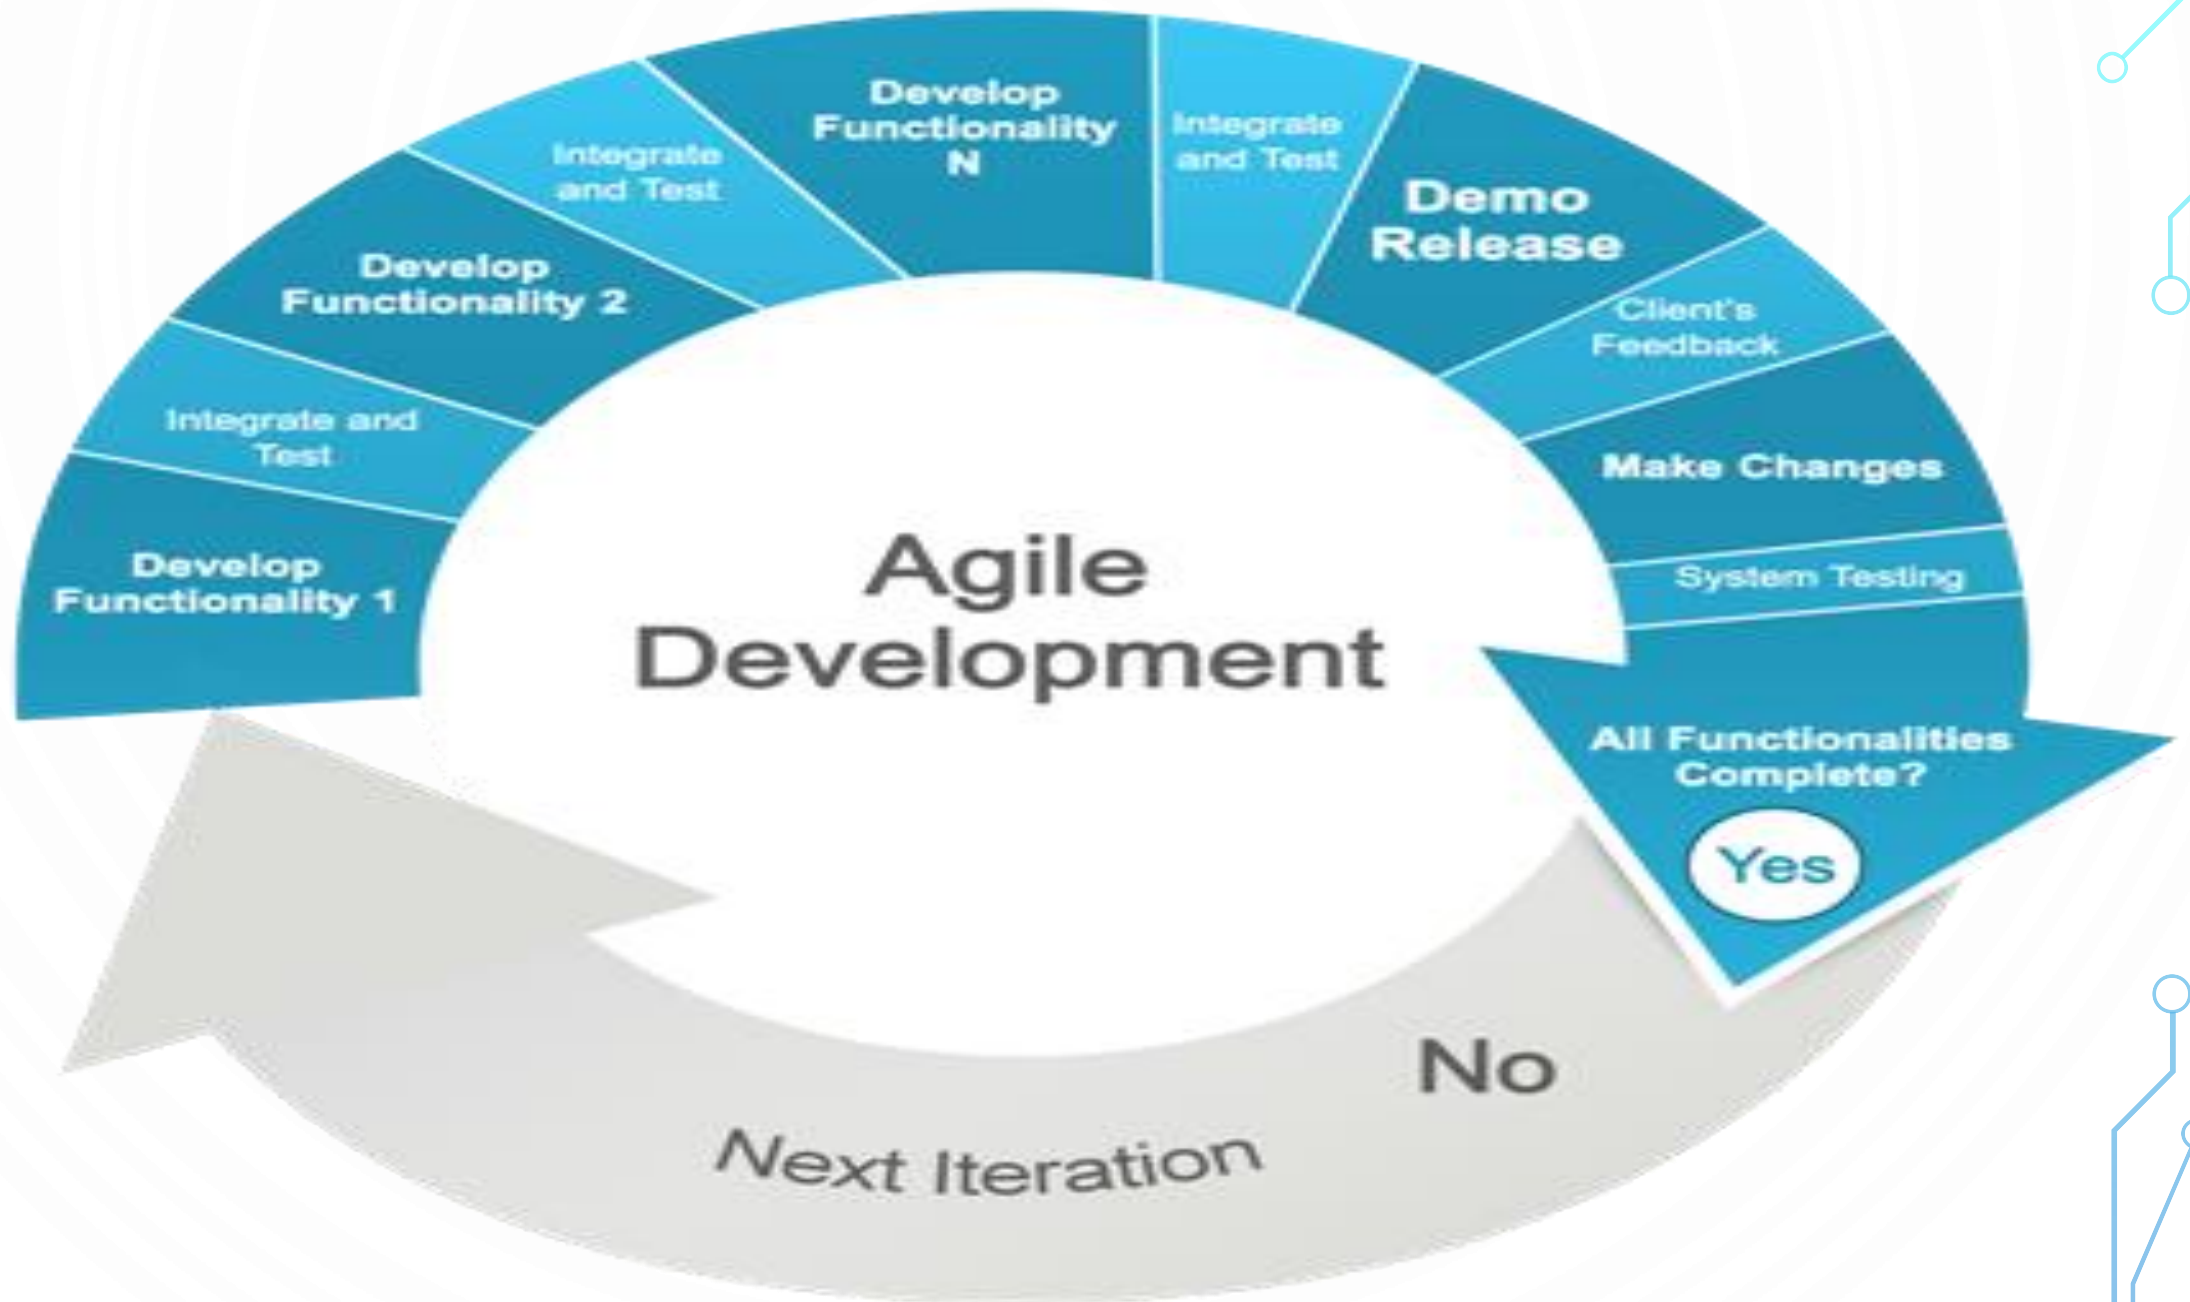 Develop
Functionality 1
Integrate and
Test
Develop
Functionality 2
Integrate
and Test
Develop
Functionality
N
Integrate
and Test
Demo
Release
Client's
Feedback
Make Changes
System Testing
All Functionalities
Complete?
Yes
No
Next Iteration
Agile
Development